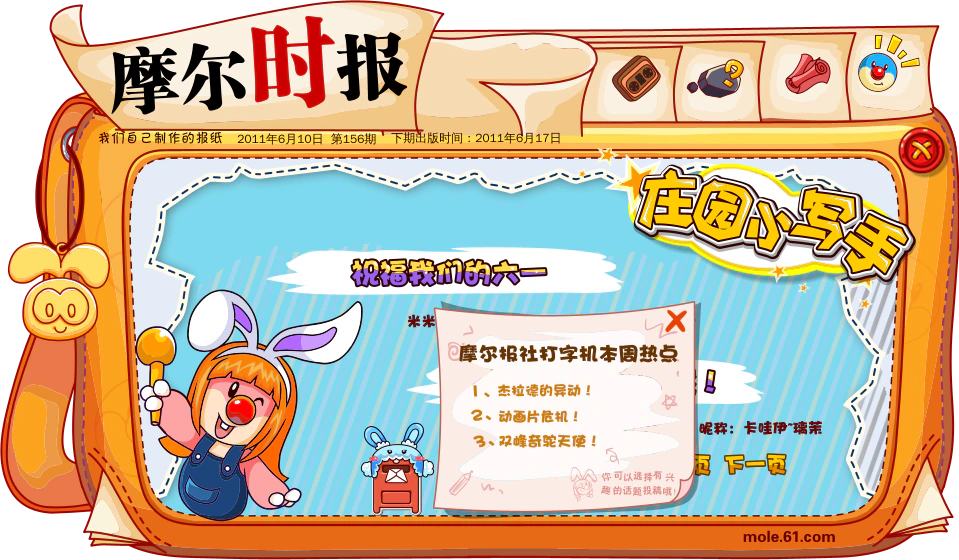 摩尔时报
我们自己制作的报纸 2011年6月10日 第156期 下期出版时间：2011年6月17日
庄园小写手
祝福我们的六一
米米
摩尔报社打字机本周热点
1、杰拉德的异动！
2、动画片危机！
3、双峰奇驼天使！
！
昵称：卡哇伊~璃茉
你可以选择有兴
趣的话题投稿哦!
页 下一页
mole.61.com